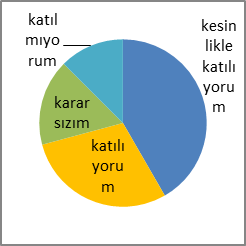 katıl
mıyo
rum
kesin
likle
katılı
yoru
m
karar
sızım
katılı
yoru
m